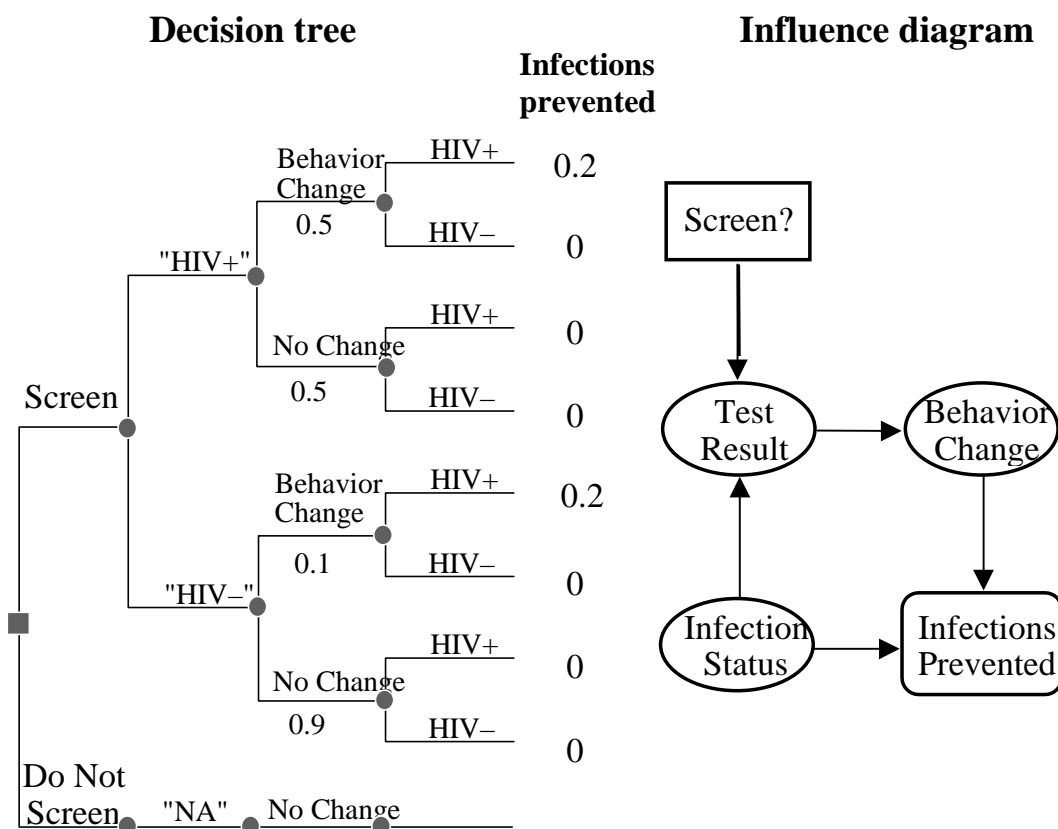 Decision tree
Influence diagram
Infections
prevented
Behavior
Change
0.5
HIV+
0.2
HIV–
0
"HIV+"
No Change
0.5
HIV+
0
HIV–
0
Screen
Behavior
Change
0.1
HIV+
0.2
HIV–
0
"HIV–"
No Change
0.9
HIV+
0
HIV–
0
Do Not
Screen
"NA"
No Change
Screen?
Test
Result
Behavior
Change
Infection
Status
Infections
Prevented